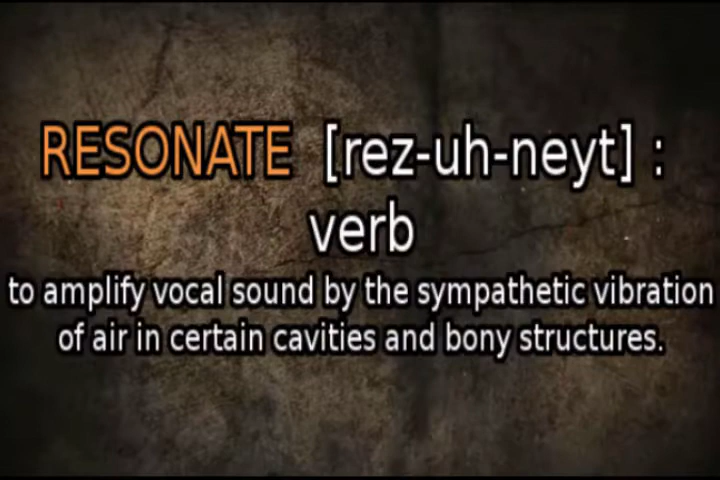 RESONATE [rez-uh-neyt] :
verb
to amplify vocal sound by the sympathetic vibration
of air in certain cavities and bony structures.